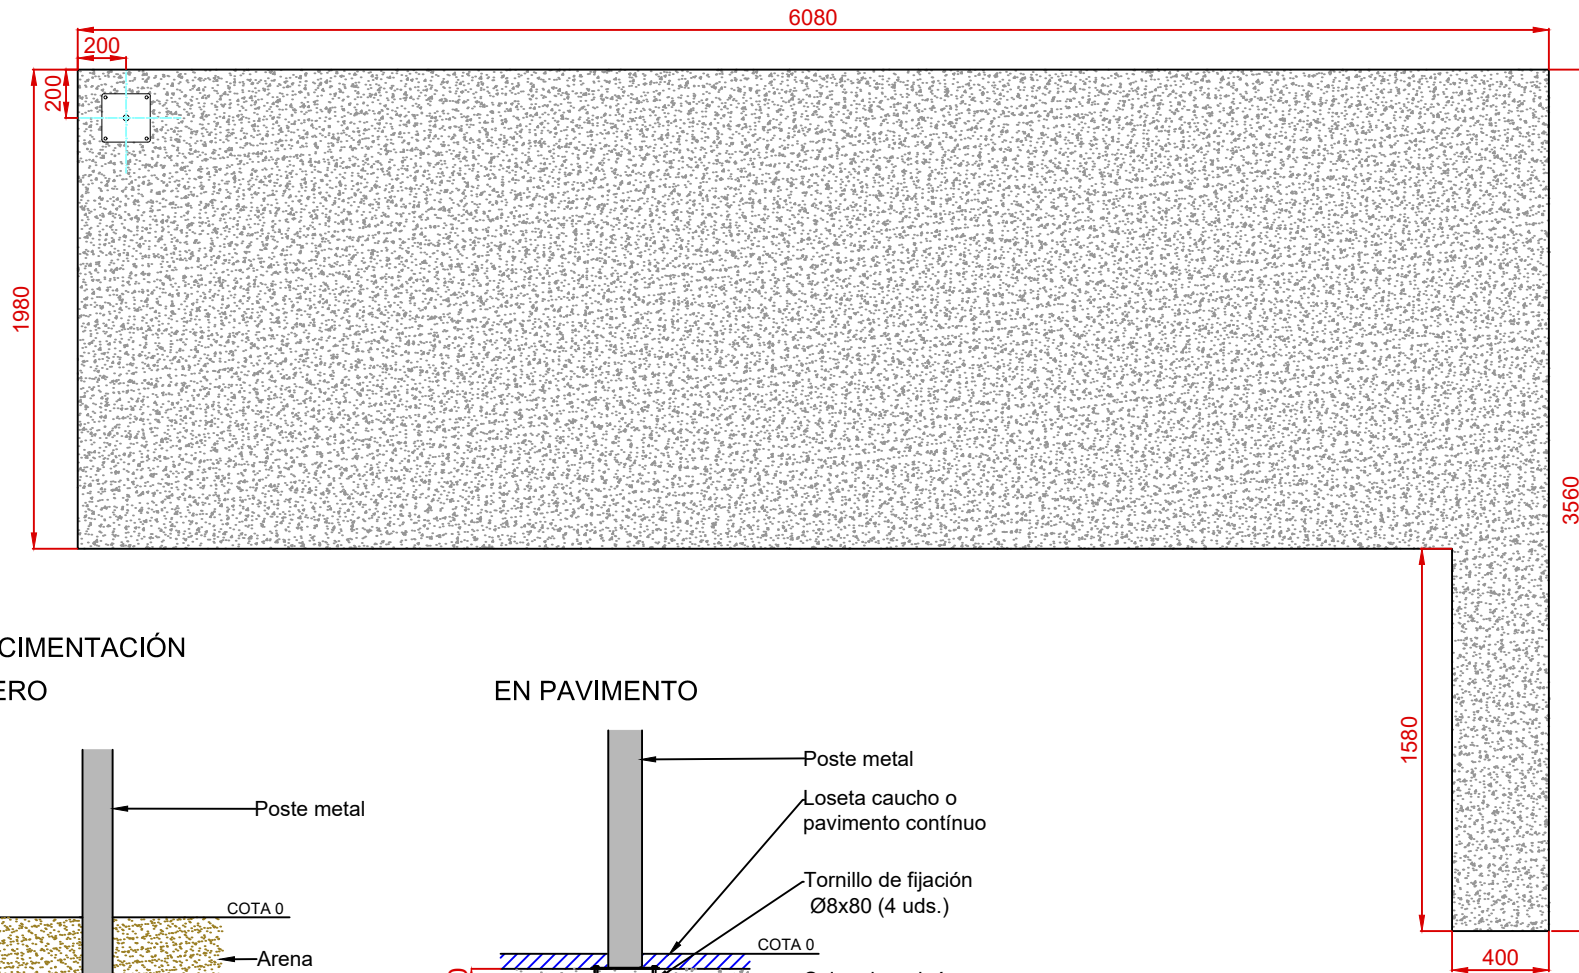 6080
200
200
1980
3560
1580
400
CIMENTACIÓN
ERO
EN PAVIMENTO
Poste metal
COTA 0
Arena
Poste metal
Loseta caucho o
pavimento contínuo
Tornillo de fijación
Ø8x80 (4 uds.)
COTA 0